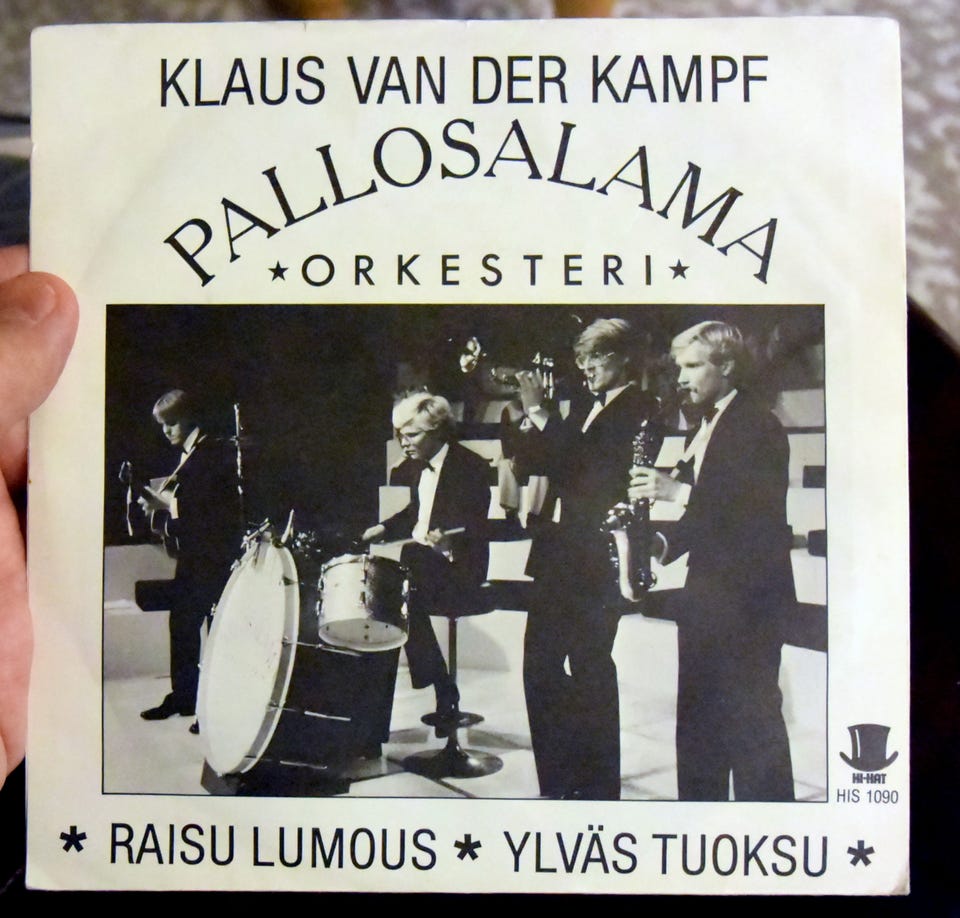 KLAUS VAN DER KAMPF
PALLOSALAMA
★ORKESTERI★
HI-HAT
HIS 1090
* RAISU LUMOUS * YLVÄS TUOKSU *